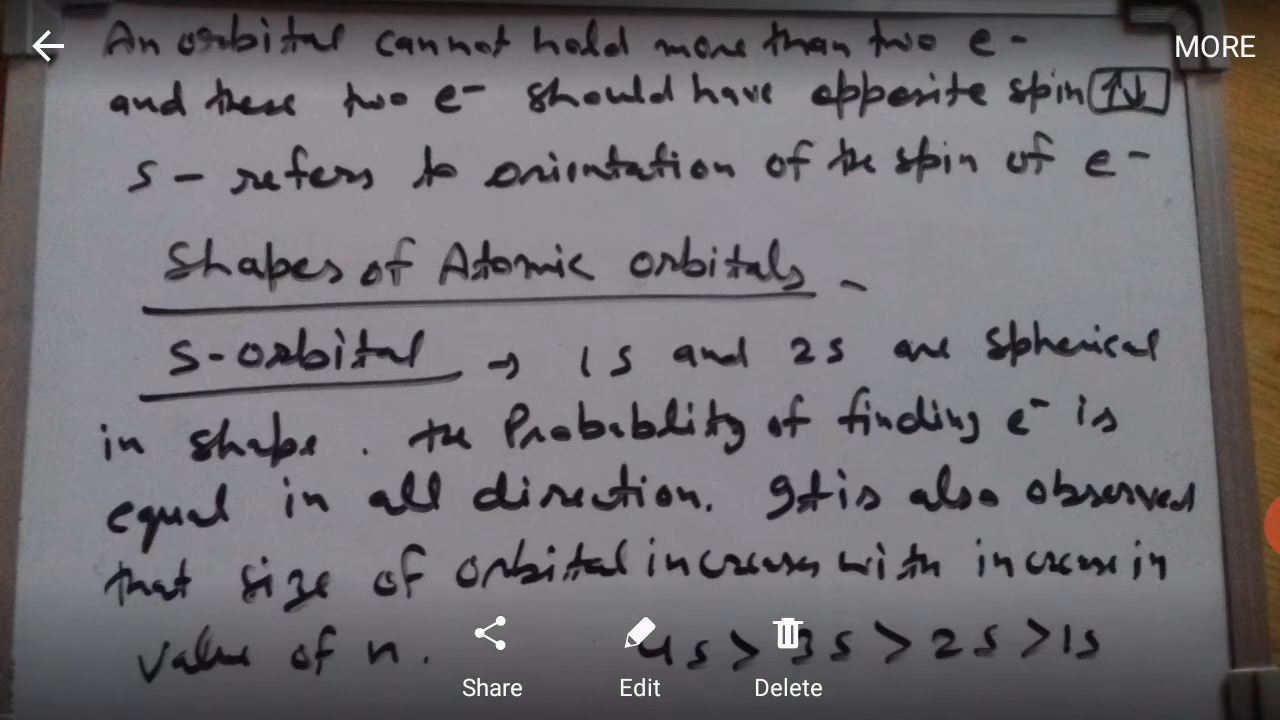 An orbital cannot hold more than two e-
MORE
and these two e- should have opposite spin ↑↓
s - refers to orientation of the spin of e-
Shapes of Atomic orbitals -
S-orbital → 1s and 2s are spherical
in shape. the Probablity of finding e- is
equal in all direction. It is also observed
that size of orbital increases with increase in
value of n. 4s > 3s > 2s > 1s
Share Edit Delete